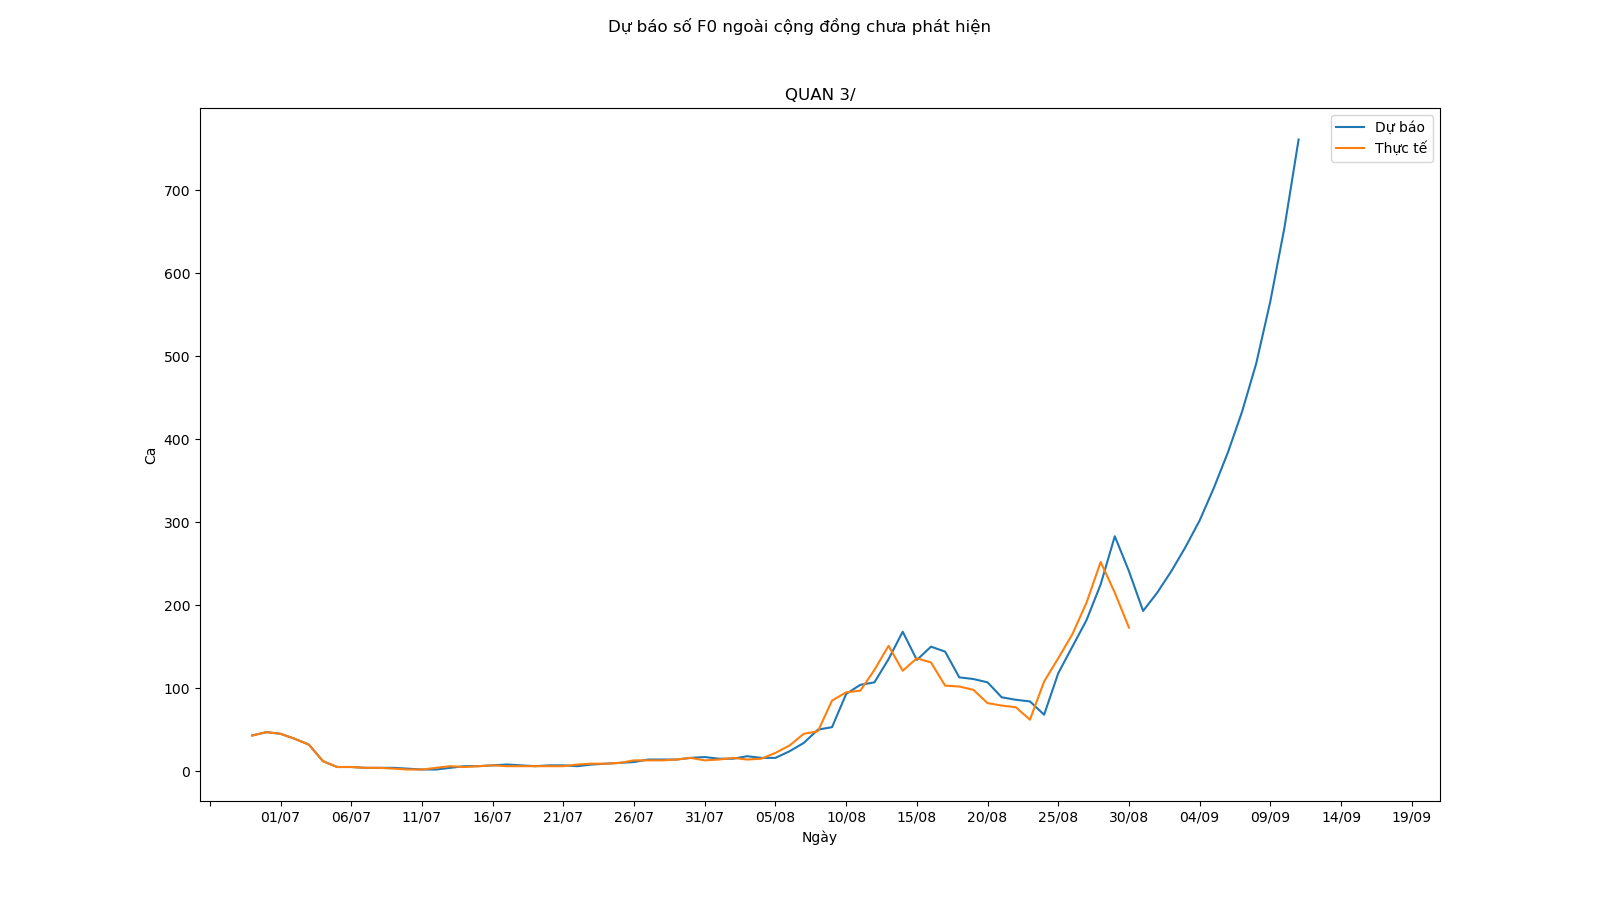 Dự báo số F0 ngoài cộng đồng chưa phát hiện
QUAN 3/
Dự báo
Thực tế
700
600
500
400
300
200
100
0
Ca
01/07 06/07 11/07 16/07 21/07 26/07 31/07 05/08 10/08 15/08 20/08 25/08 30/08 04/09 09/09 14/09 19/09
Ngày